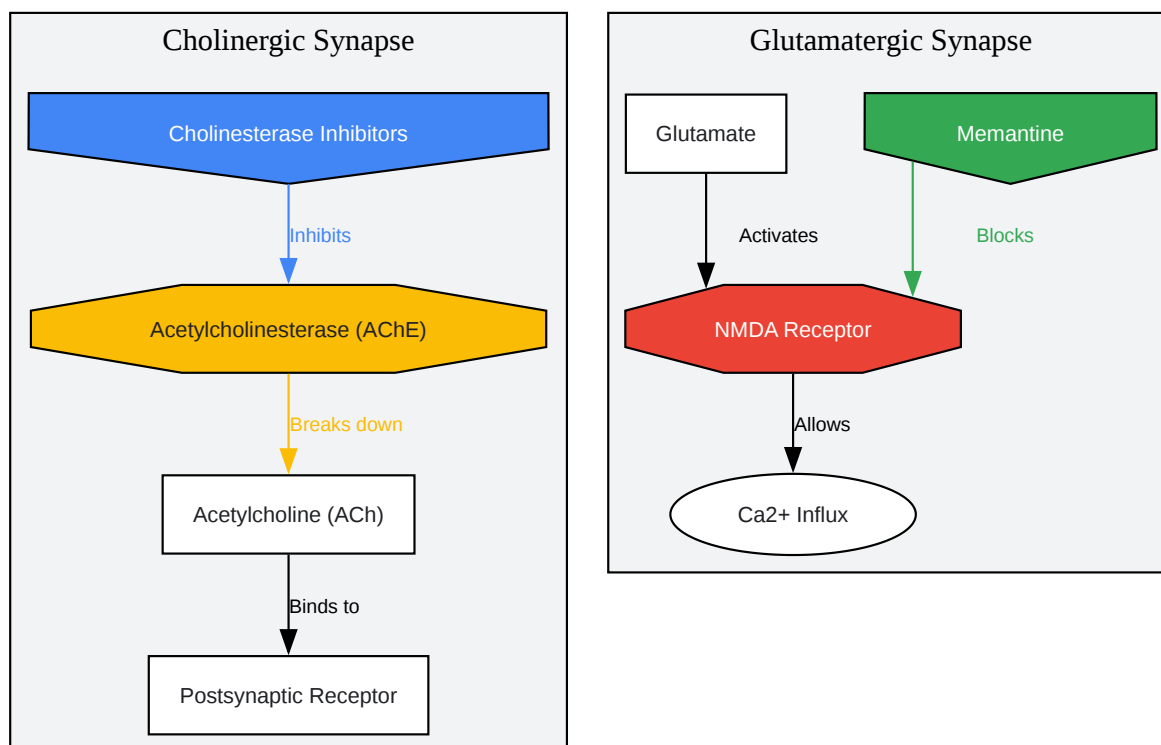 Cholinergic Synapse
Cholinesterase Inhibitors
Inhibits
Acetylcholinesterase (AChE)
Breaks down
Acetylcholine (ACh)
Binds to
Postsynaptic Receptor
Glutamatergic Synapse
Glutamate
Memantine
Activates
Blocks
NMDA Receptor
Allows
Ca2+ Influx